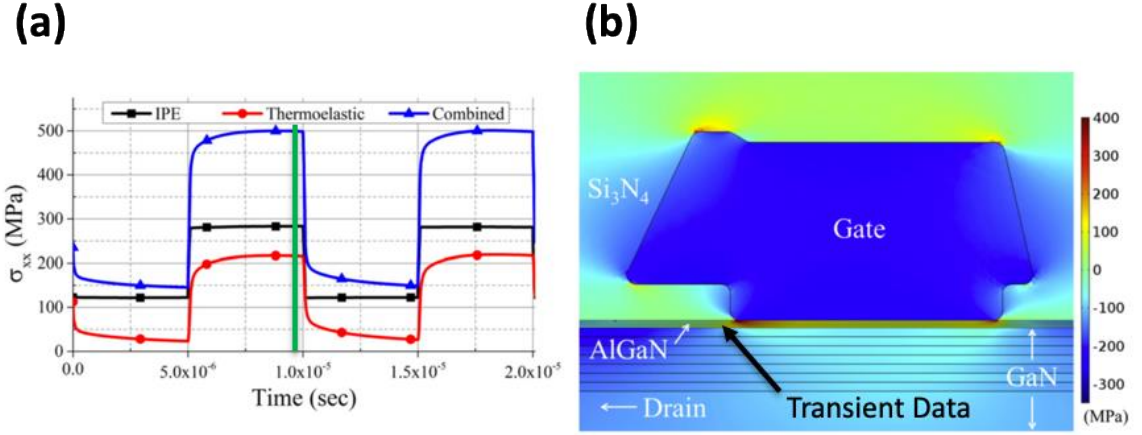 (a)
(b)
IPE Thermoelastic Combined
500
400
300
200
100
0
σxx (MPa)
0.0 5.0x10⁻⁶ 1.0x10⁻⁵ 1.5x10⁻⁵ 2.0x10⁻⁵
Time (sec)
Si₃N₄
Gate
AlGaN
GaN
Drain
Transient Data
400
300
200
100
0
-100
-200
-300
(MPa)